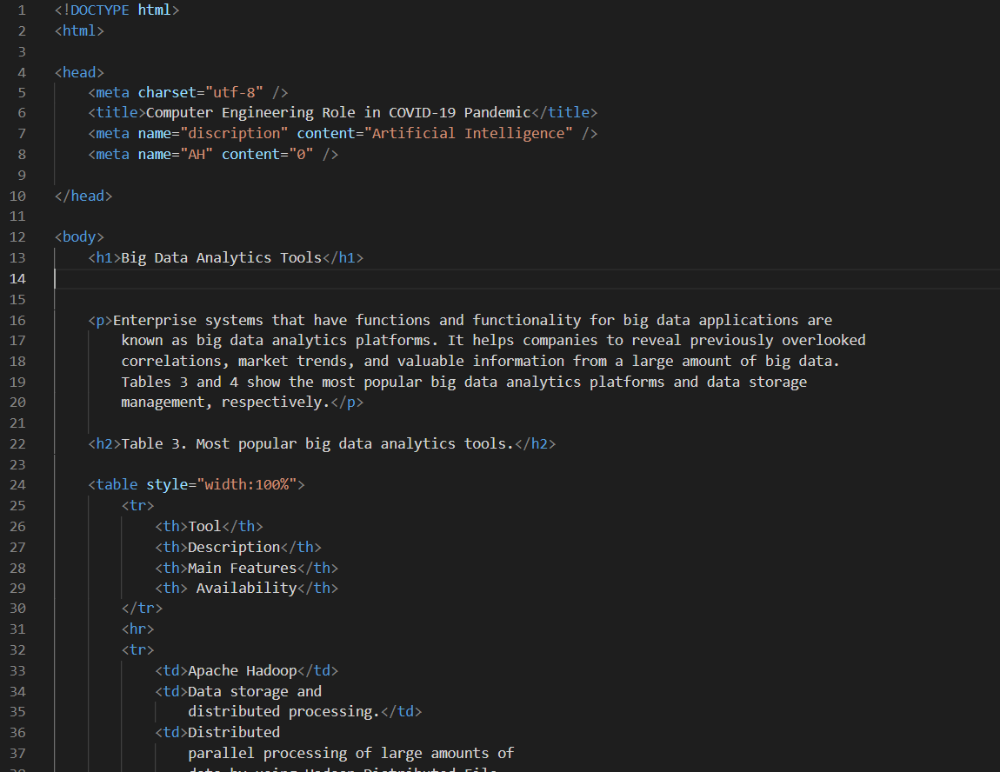 1 <!DOCTYPE html>
2 <html>
3
4 <head>
5     <meta charset="utf-8" />
6     <title>Computer Engineering Role in COVID-19 Pandemic</title>
7     <meta name="discription" content="Artificial Intelligence" />
8     <meta name="AH" content="0" />
9
10 </head>
11
12 <body>
13     <h1>Big Data Analytics Tools</h1>
14
15
16     <p>Enterprise systems that have functions and functionality for big data applications are
17         known as big data analytics platforms. It helps companies to reveal previously overlooked
18         correlations, market trends, and valuable information from a large amount of big data.
19         Tables 3 and 4 show the most popular big data analytics platforms and data storage
20         management, respectively.</p>
21
22     <h2>Table 3. Most popular big data analytics tools.</h2>
23
24     <table style="width:100%">
25         <tr>
26             <th>Tool</th>
27             <th>Description</th>
28             <th>Main Features</th>
29             <th> Availability</th>
30         </tr>
31         <hr>
32         <tr>
33             <td>Apache Hadoop</td>
34             <td>Data storage and
35                 distributed processing.</td>
36             <td>Distributed
37                 parallel processing of large amounts of
38                 data by using Hadoop Distributed File